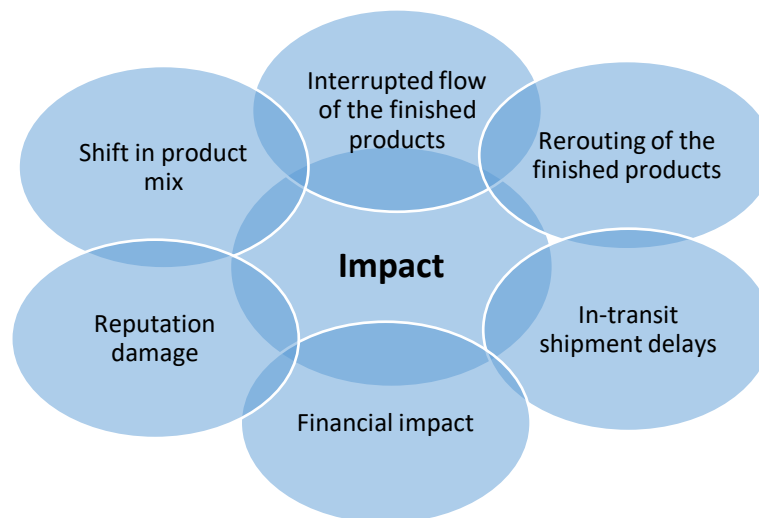 Interrupted flow
of the finished
products
Shift in product
mix
Rerouting of the
finished products
Impact
Reputation
damage
In-transit
shipment delays
Financial impact